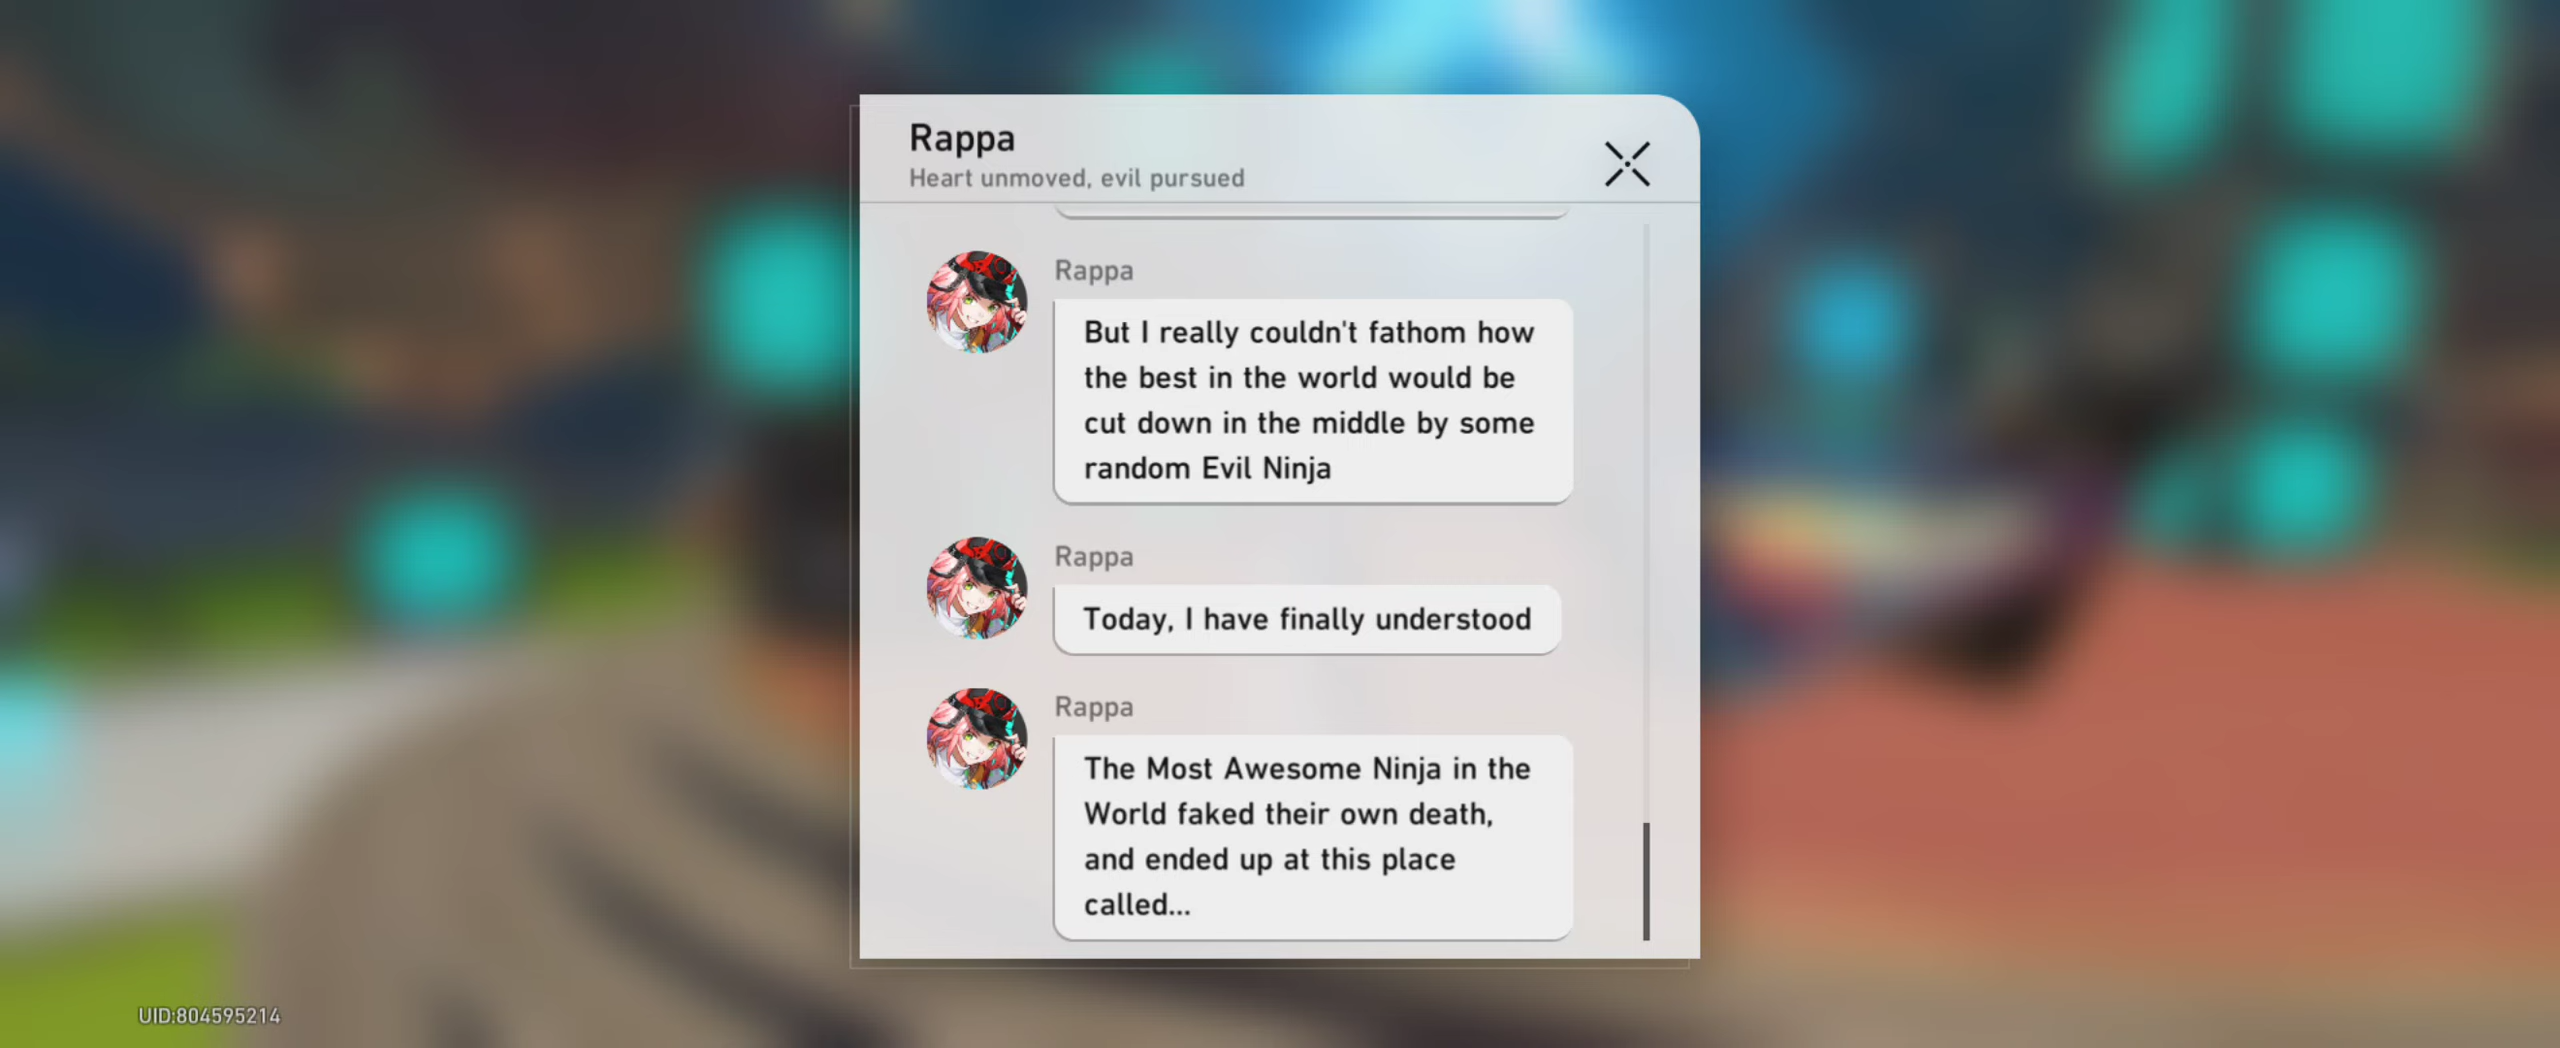 Rappa
Heart unmoved, evil pursued
Rappa
But I really couldn't fathom how
the best in the world would be
cut down in the middle by some
random Evil Ninja
Rappa
Today, I have finally understood
Rappa
The Most Awesome Ninja in the
World faked their own death,
and ended up at this place
called...
UID:804595214